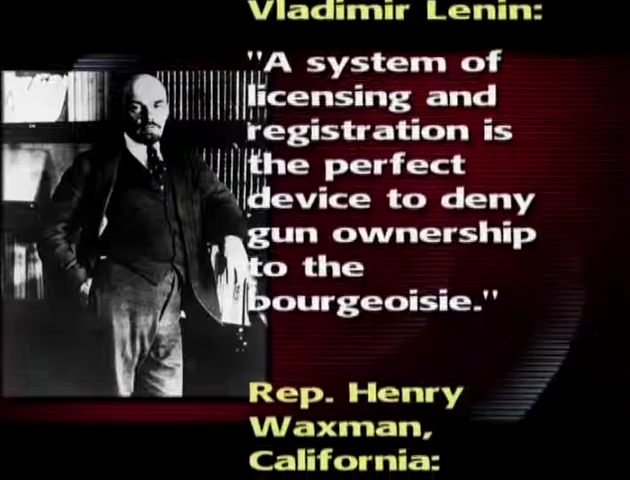 Vladimir Lenin:
"A system of
licensing and
registration is
the perfect
device to deny
gun ownership
to the
bourgeoisie."
Rep. Henry
Waxman,
California: